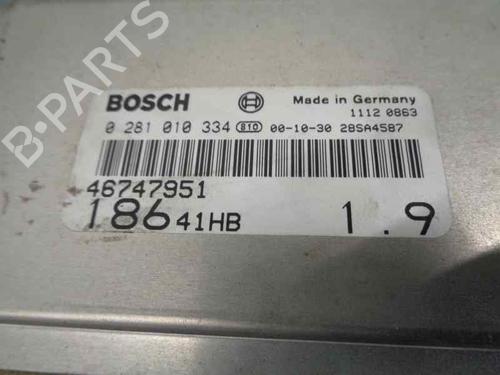 B-PARTS
BOSCH Made in Germany
1112 0863
0 281 010 334 810 00-10-30 28SA4587
46747951
186 41HB 1.9